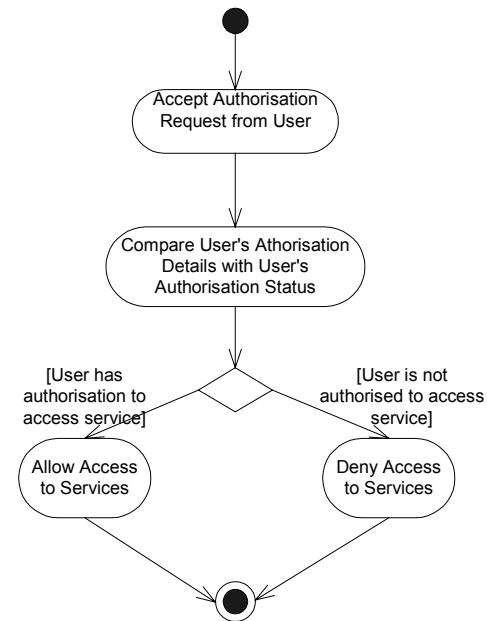 Accept Authorisation
Request from User
Compare User's Athorisation
Details with User's
Authorisation Status
[User has
authorisation to
access service]
[User is not
authorised to access
service]
Allow Access
to Services
Deny Access
to Services